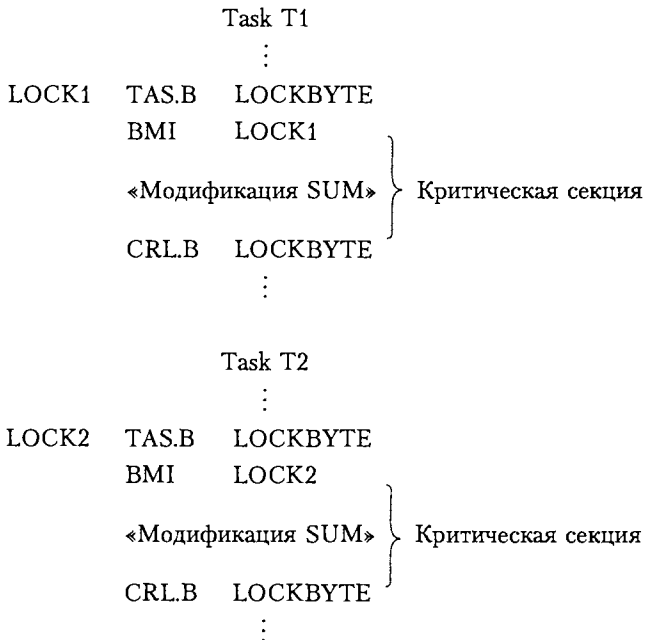 Task T1
⋮
LOCK1 TAS.B LOCKBYTE
BMI LOCK1
«Модификация SUM» Критическая секция
CRL.B LOCKBYTE
⋮
Task T2
⋮
LOCK2 TAS.B LOCKBYTE
BMI LOCK2
«Модификация SUM» Критическая секция
CRL.B LOCKBYTE
⋮